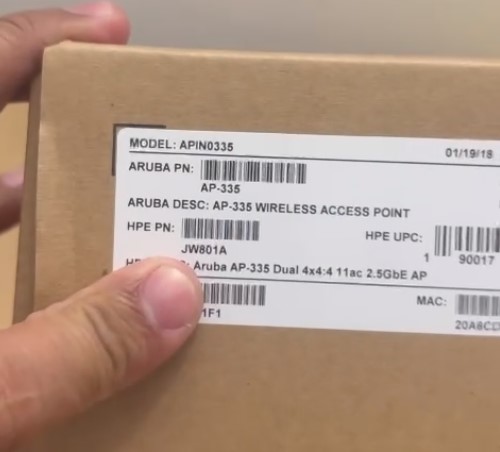 MODEL: APIN0335
01/19/18
ARUBA PN:
AP-335
ARUBA DESC: AP-335 WIRELESS ACCESS POINT
HPE PN:
HPE UPC:
JW801A
1 90017
Aruba AP-335 Dual 4x4:4 11ac 2.5GbE AP
MAC:
1F1
20A8CD